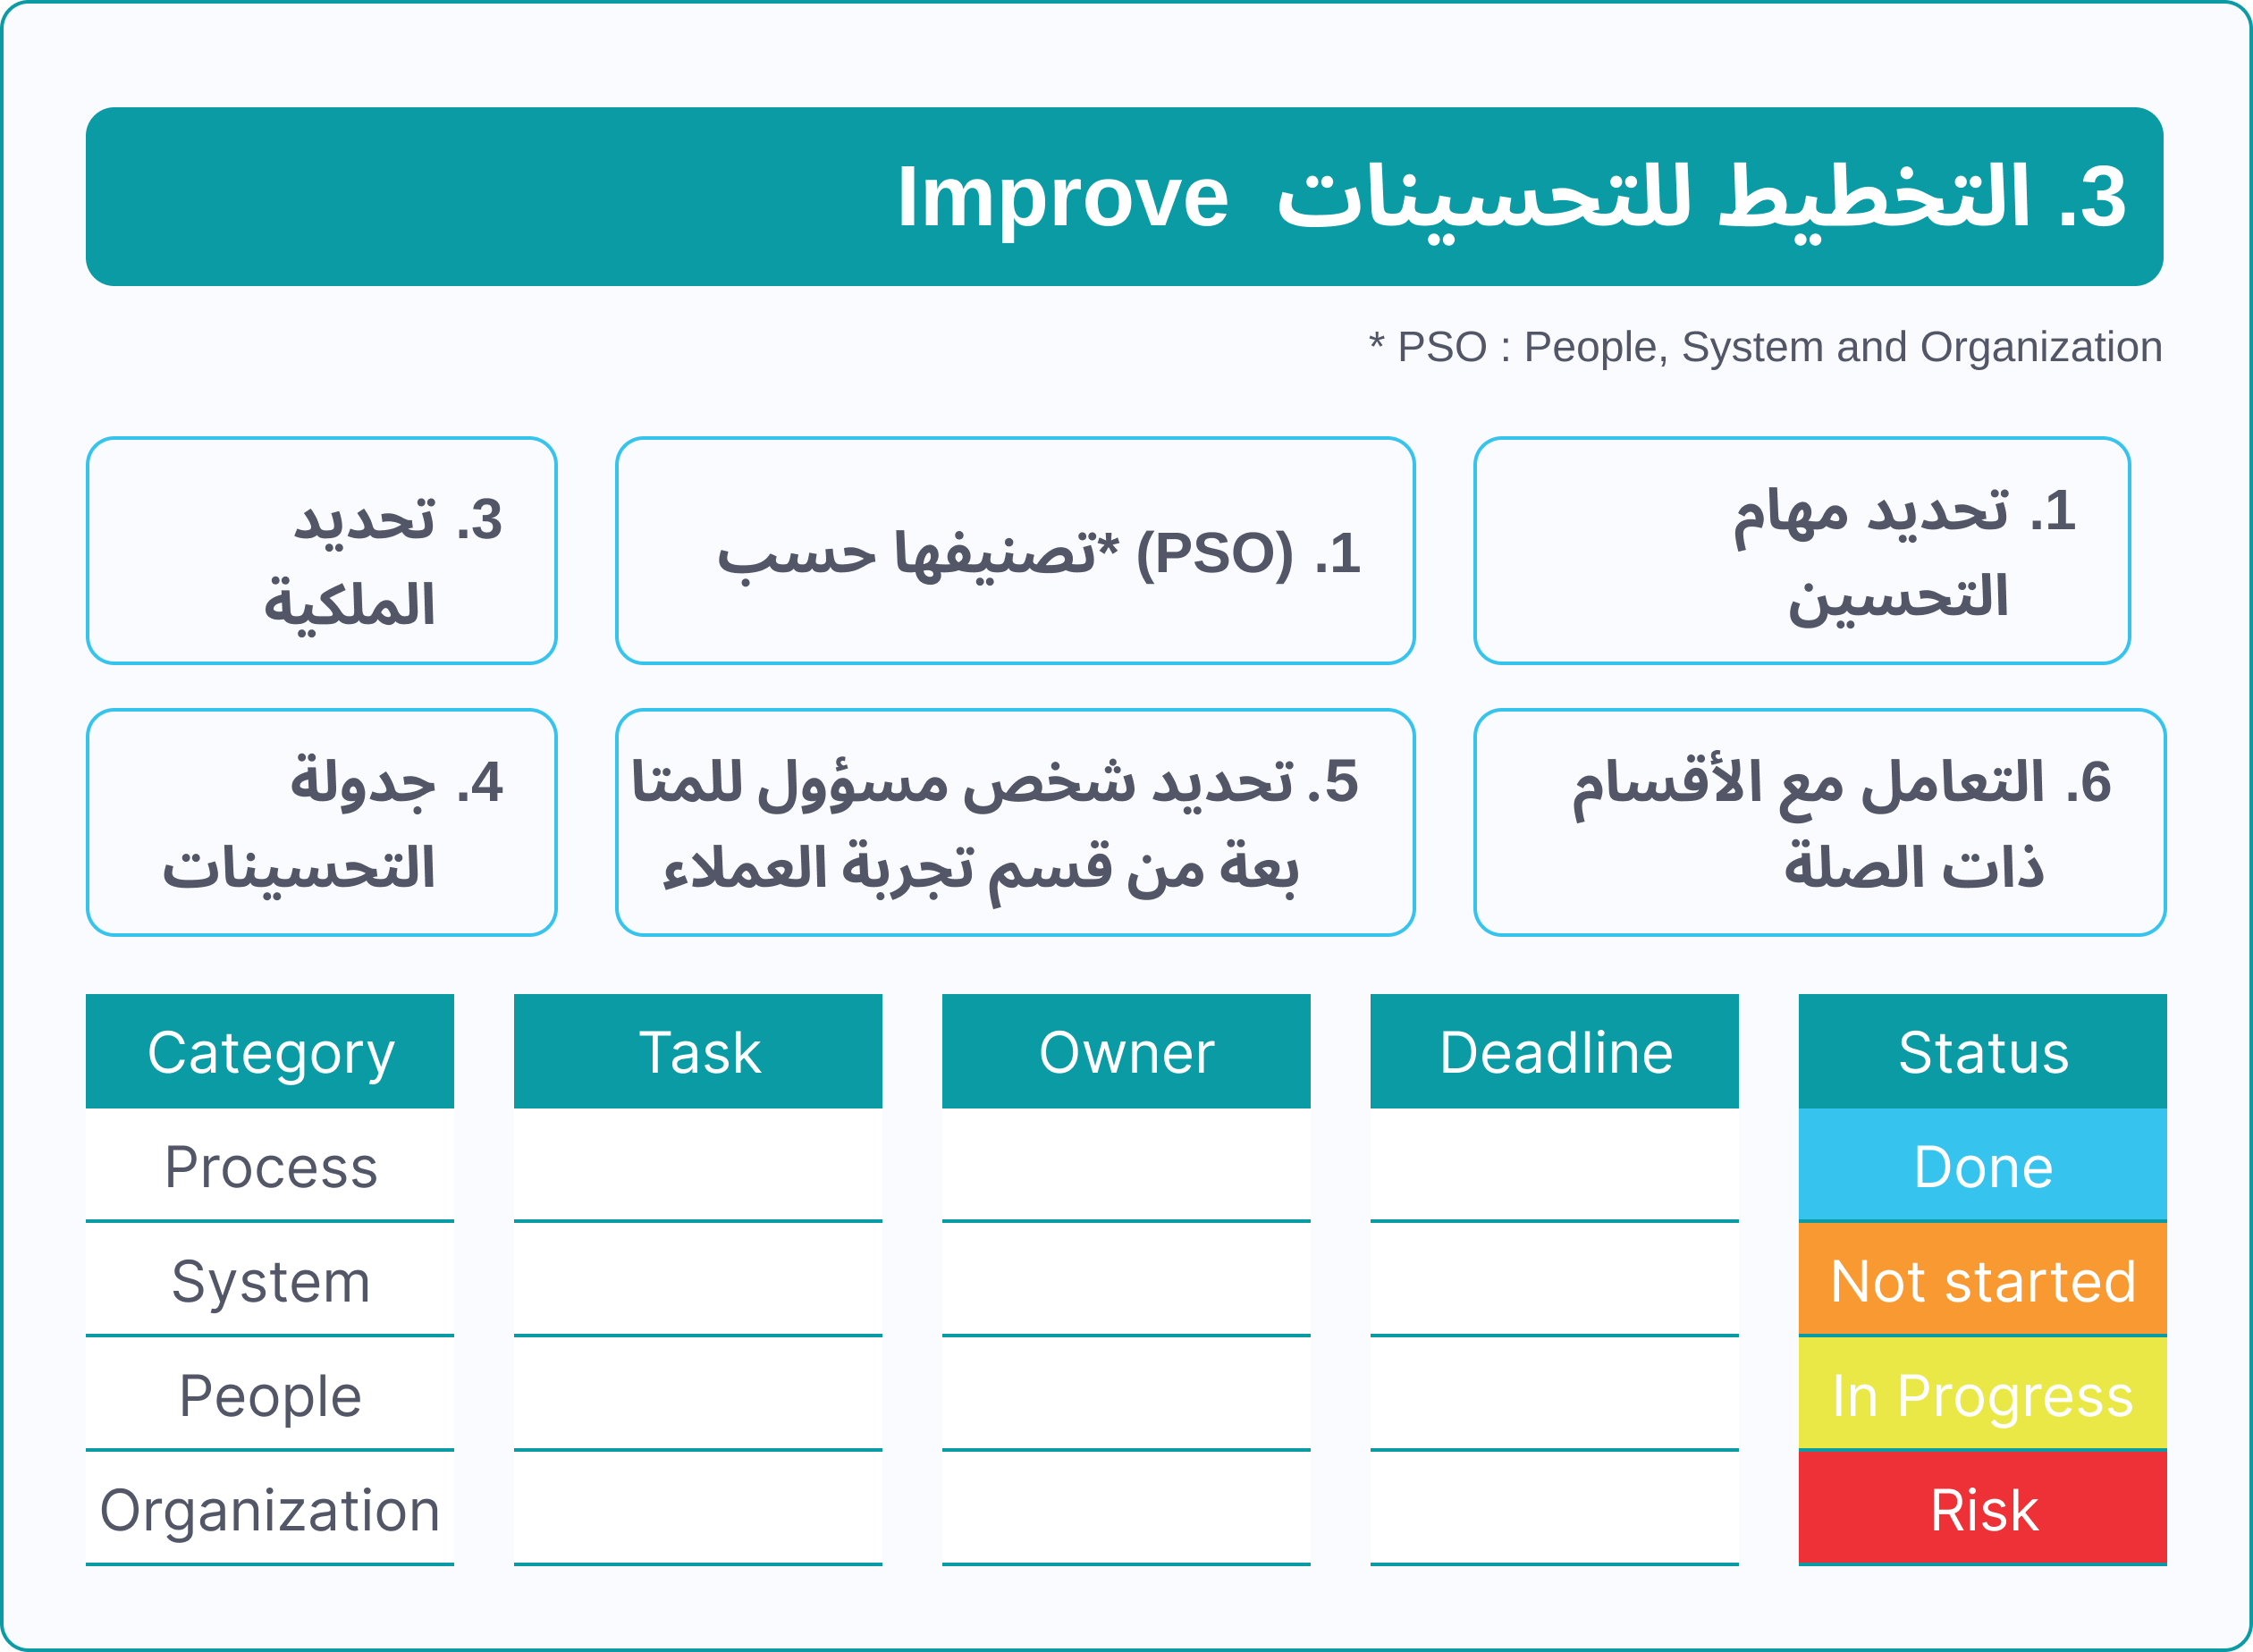 3. التخطيط للتحسينات Improve
* PSO : People, System and Organization
1. تحديد مهام
التحسين
1. (PSO) *تصنيفها حسب
3. تحديد
الملكية
6. التعامل مع الأقسام
ذات الصلة
5. تحديد شخص مسؤول للمتا
بعة من قسم تجربة العملاء
4. جدولة
التحسينات
Category Task Owner Deadline Status
Process Done
System Not started
People In Progress
Organization Risk